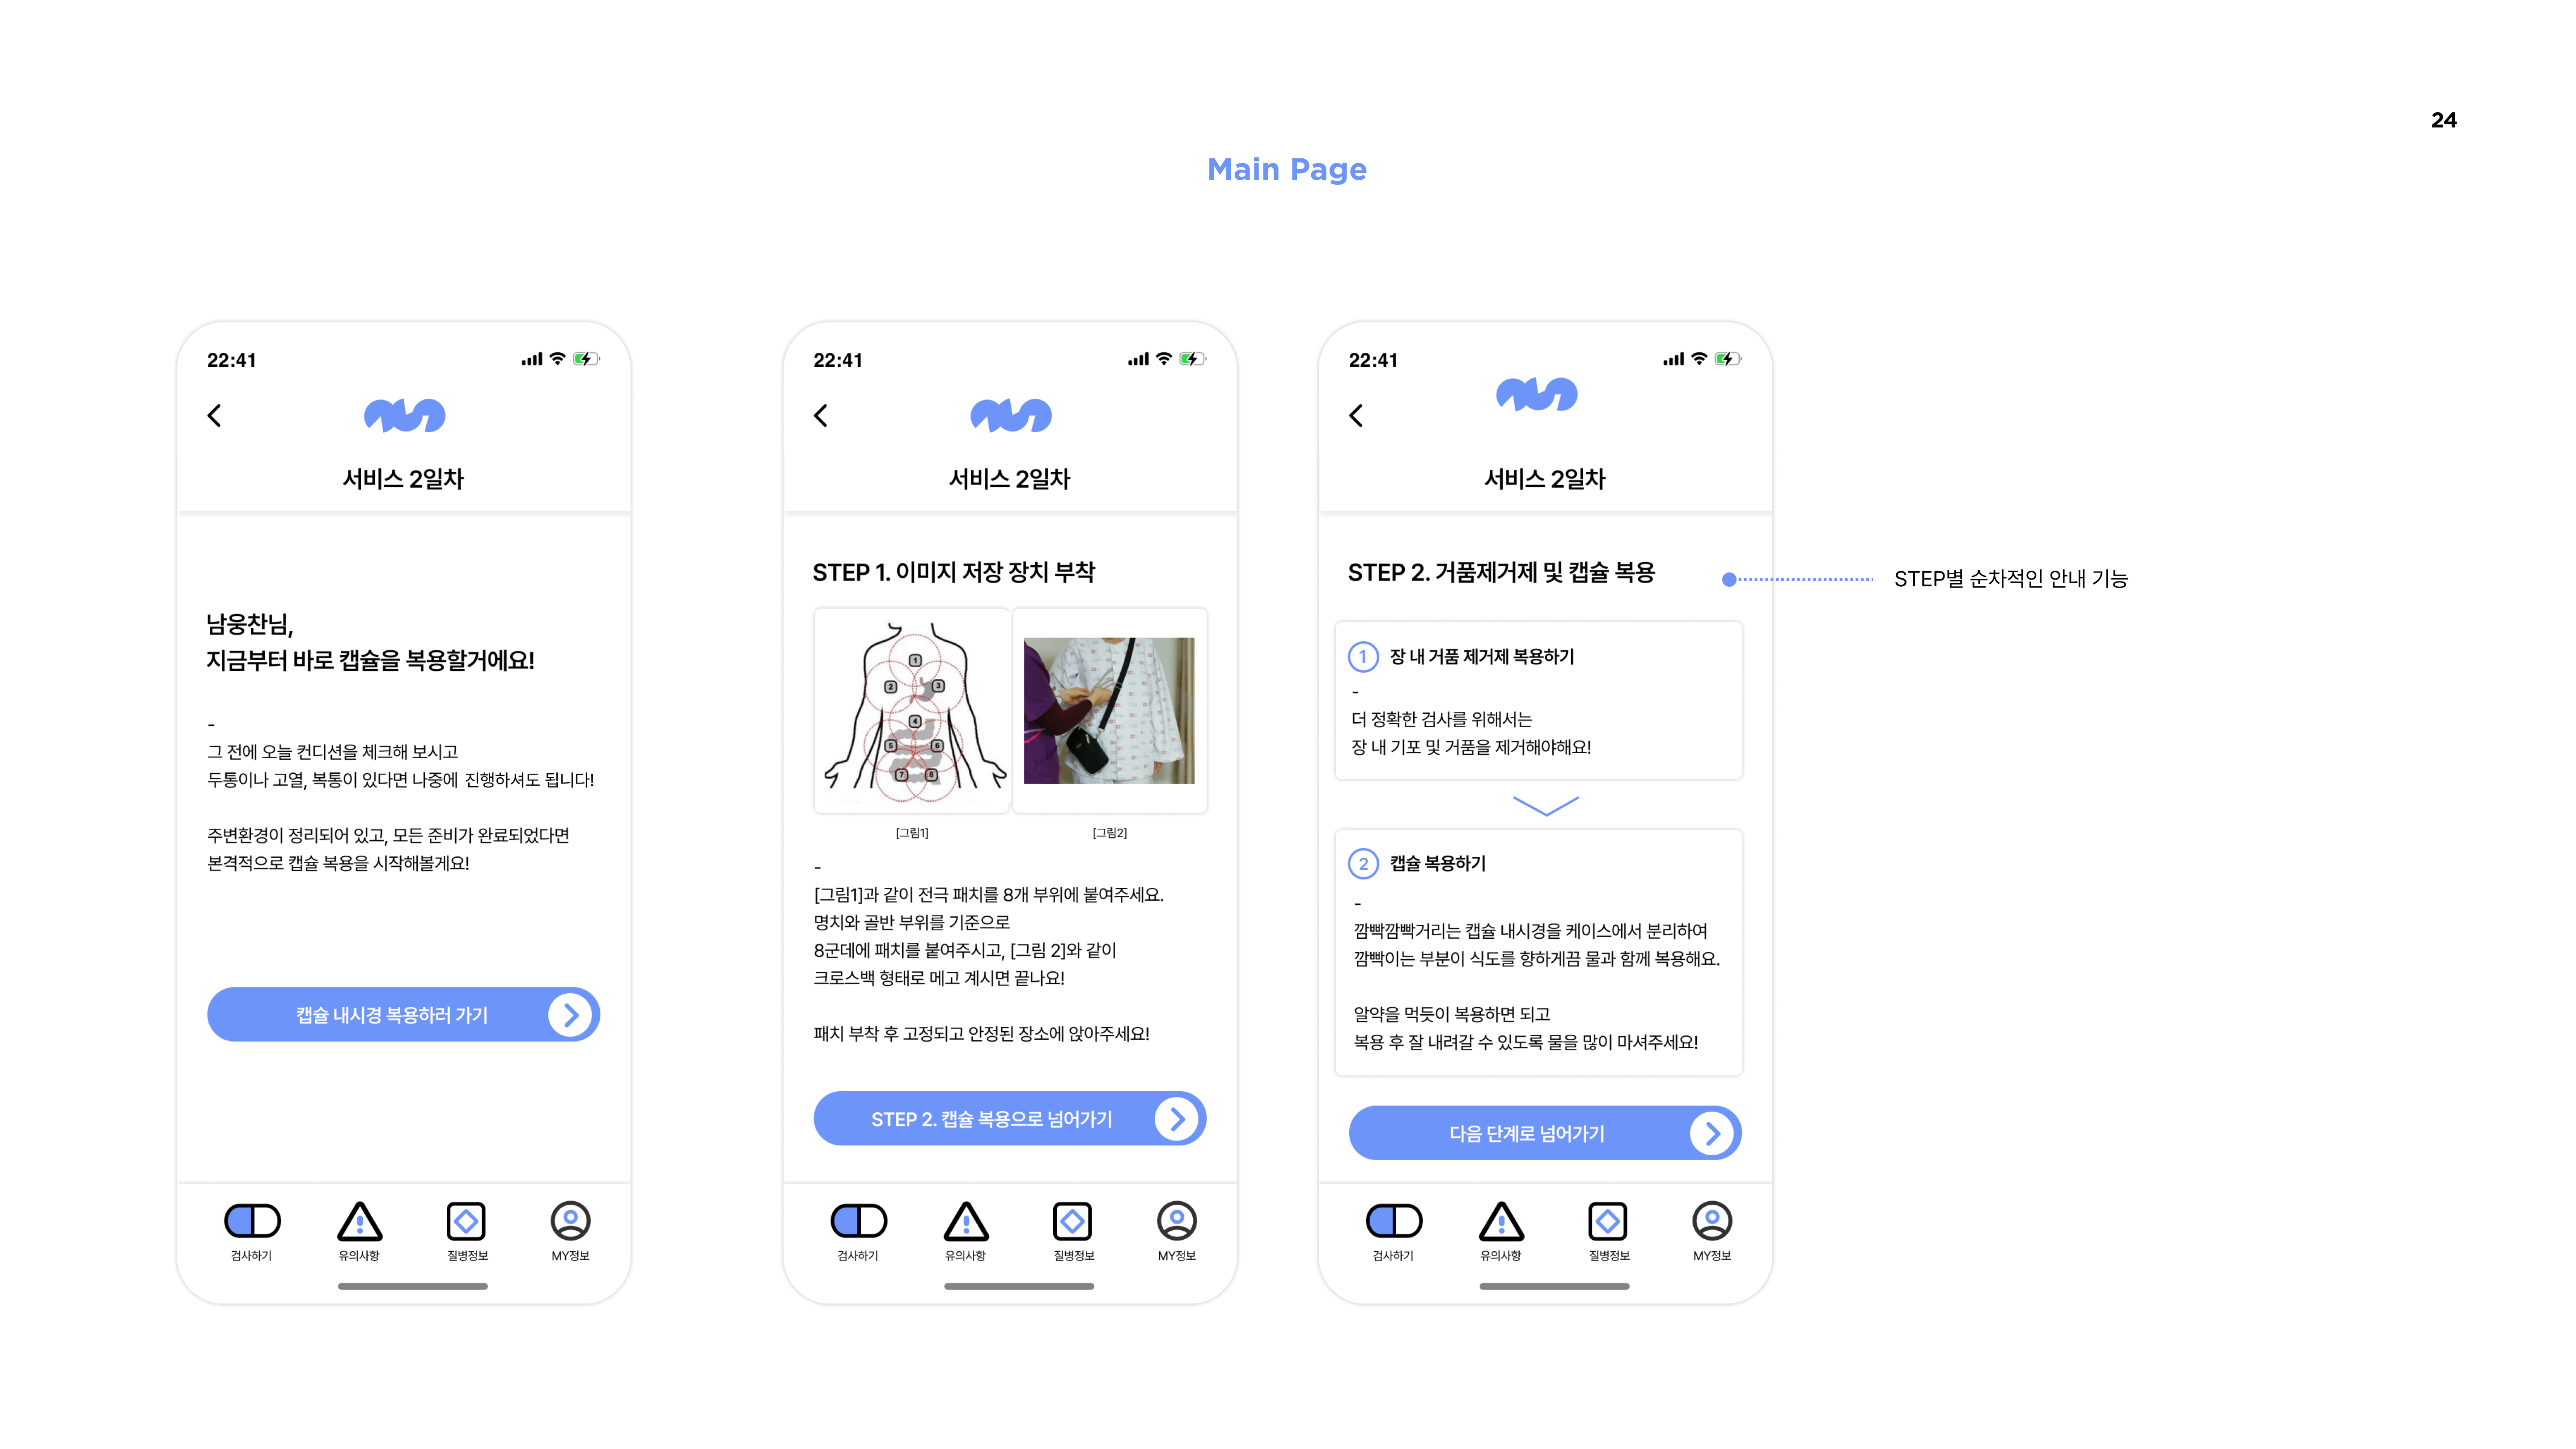 24
Main Page
22:41
서비스 2일차
남웅찬님,
지금부터 바로 캡슐을 복용할거에요!
-
그 전에 오늘 컨디션을 체크해 보시고
두통이나 고열, 복통이 있다면 나중에 진행하셔도 됩니다!
주변환경이 정리되어 있고, 모든 준비가 완료되었다면
본격적으로 캡슐 복용을 시작해볼게요!
캡슐 내시경 복용하러 가기
검사하기 유의사항 질병정보 MY정보
22:41
서비스 2일차
STEP 1. 이미지 저장 장치 부착
1
2 3
4
5 6
7 8
[그림1] [그림2]
-
[그림1]과 같이 전극 패치를 8개 부위에 붙여주세요.
명치와 골반 부위를 기준으로
8군데에 패치를 붙여주시고, [그림 2]와 같이
크로스백 형태로 메고 계시면 끝나요!
패치 부착 후 고정되고 안정된 장소에 앉아주세요!
STEP 2. 캡슐 복용으로 넘어가기
검사하기 유의사항 질병정보 MY정보
22:41
서비스 2일차
STEP 2. 거품제거제 및 캡슐 복용
1 장 내 거품 제거제 복용하기
-
더 정확한 검사를 위해서는
장 내 기포 및 거품을 제거해야해요!
2 캡슐 복용하기
-
깜빡깜빡거리는 캡슐 내시경을 케이스에서 분리하여
깜빡이는 부분이 식도를 향하게끔 물과 함께 복용해요.
알약을 먹듯이 복용하면 되고
복용 후 잘 내려갈 수 있도록 물을 많이 마셔주세요!
다음 단계로 넘어가기
검사하기 유의사항 질병정보 MY정보
STEP별 순차적인 안내 기능